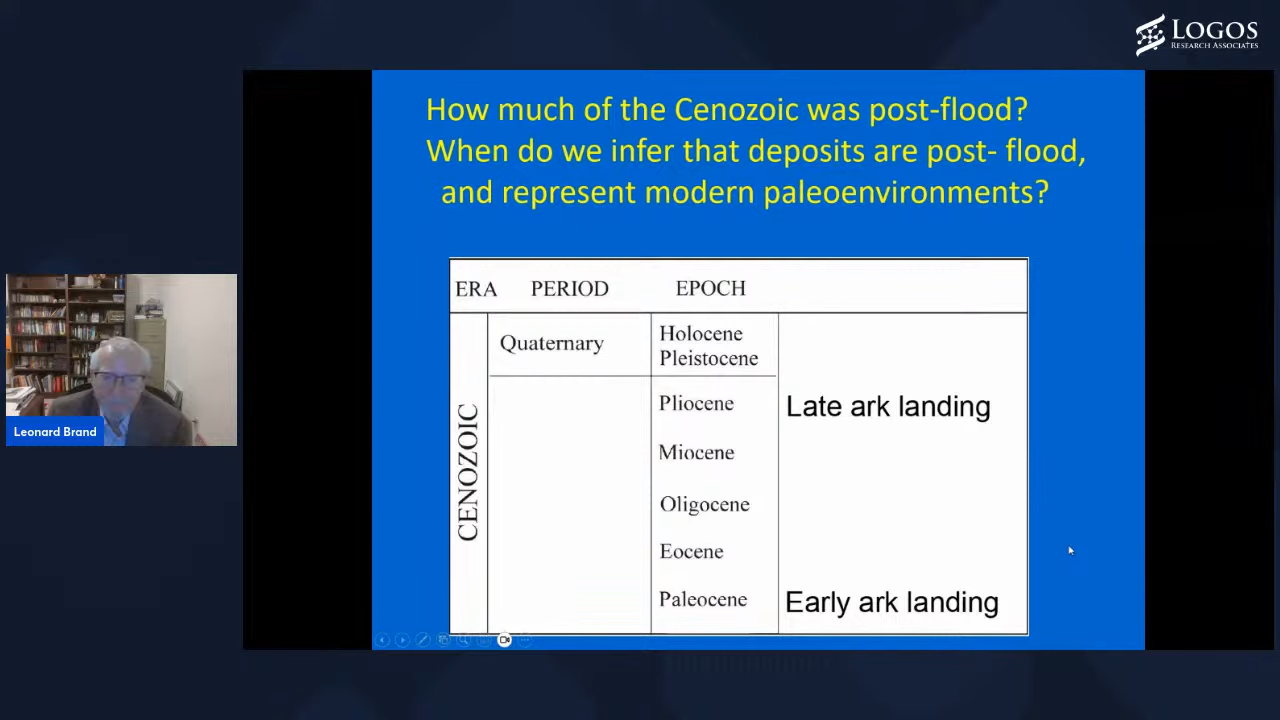 LOGOS
RESEARCH ASSOCIATES
How much of the Cenozoic was post-flood?
When do we infer that deposits are post- flood,
and represent modern paleoenvironments?
ERA PERIOD EPOCH
CENOZOIC
Quaternary
Holocene
Pleistocene
Pliocene Late ark landing
Miocene
Oligocene
Eocene
Paleocene Early ark landing
Leonard Brand